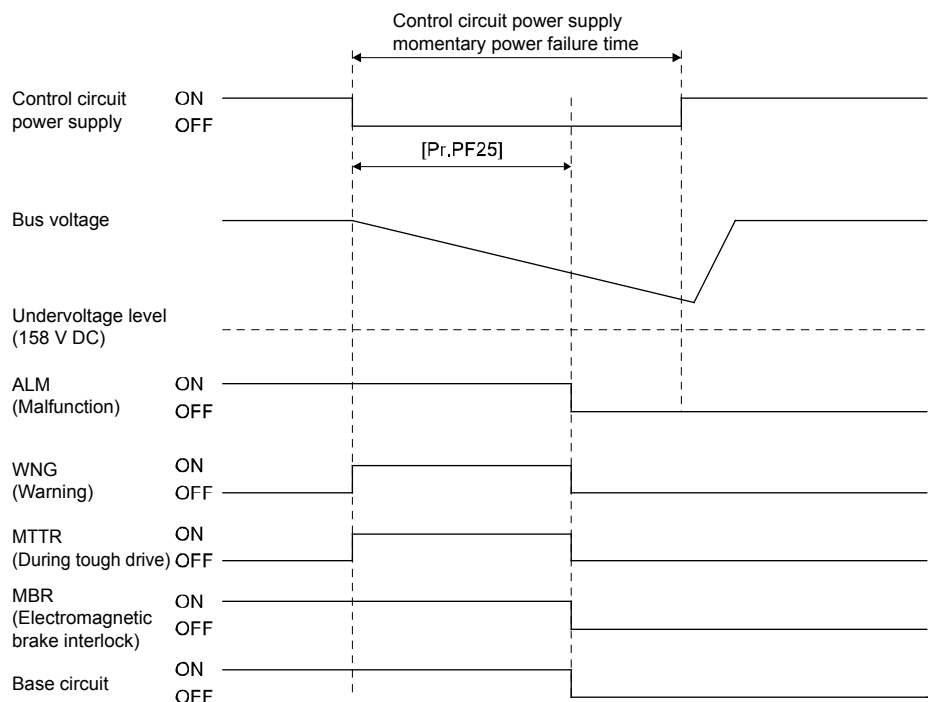 Control circuit power supply
momentary power failure time
Control circuit
power supply
ON
OFF
[Pr.PF25]
Bus voltage
Undervoltage level
(158 V DC)
ALM
(Malfunction)
ON
OFF
WNG
(Warning)
ON
OFF
MTTR
(During tough drive)
ON
OFF
MBR
(Electromagnetic
brake interlock)
ON
OFF
Base circuit
ON
OFF